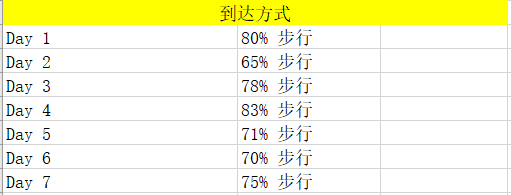 到达方式
Day 1 80% 步行
Day 2 65% 步行
Day 3 78% 步行
Day 4 83% 步行
Day 5 71% 步行
Day 6 70% 步行
Day 7 75% 步行